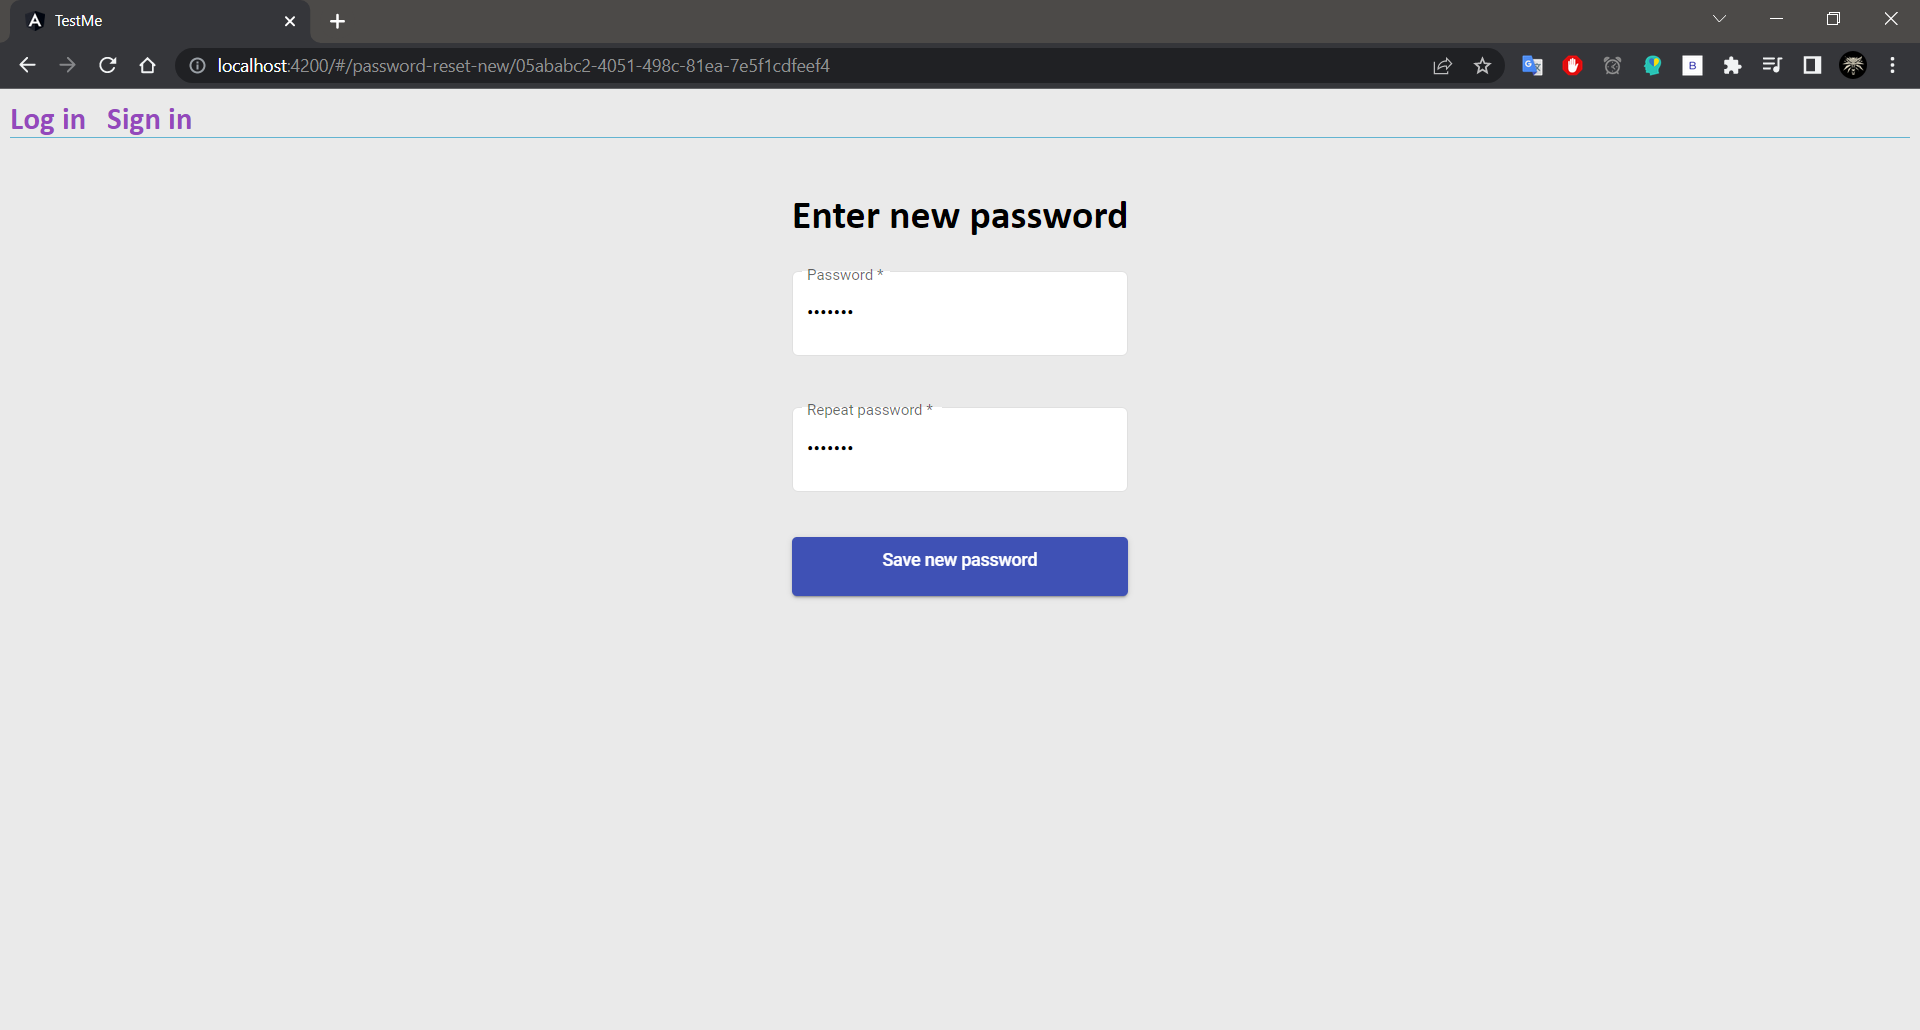 TestMe
localhost:4200/#/password-reset-new/05ababc2-4051-498c-81ea-7e5f1cdfeef4
Log in Sign in
Enter new password
Password *
•••••••
Repeat password *
•••••••
Save new password